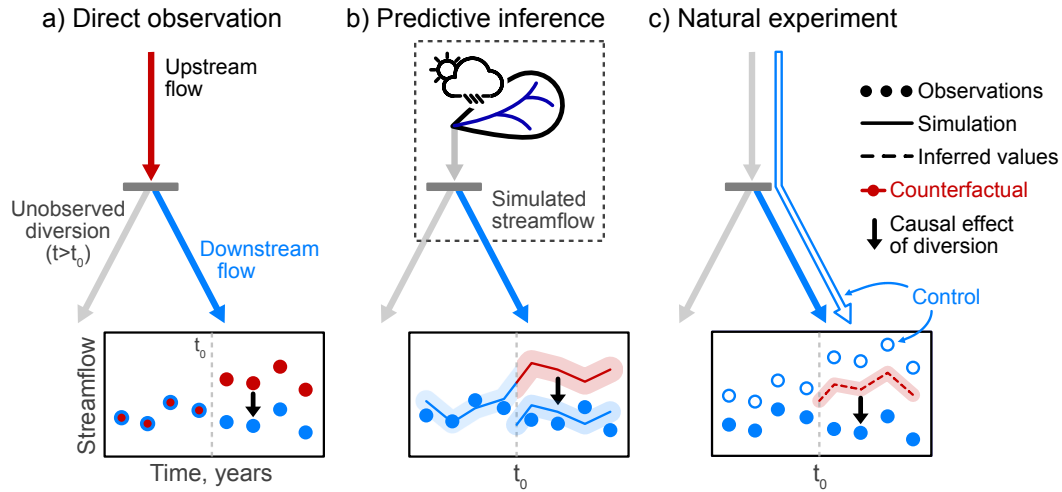 a) Direct observation
b) Predictive inference
c) Natural experiment
Upstream
flow
Unobserved
diversion
(t>t₀)
Downstream
flow
Simulated
streamflow
Observations
Simulation
Inferred values
Counterfactual
Causal effect
of diversion
Control
Streamflow
t₀
Time, years
t₀
t₀